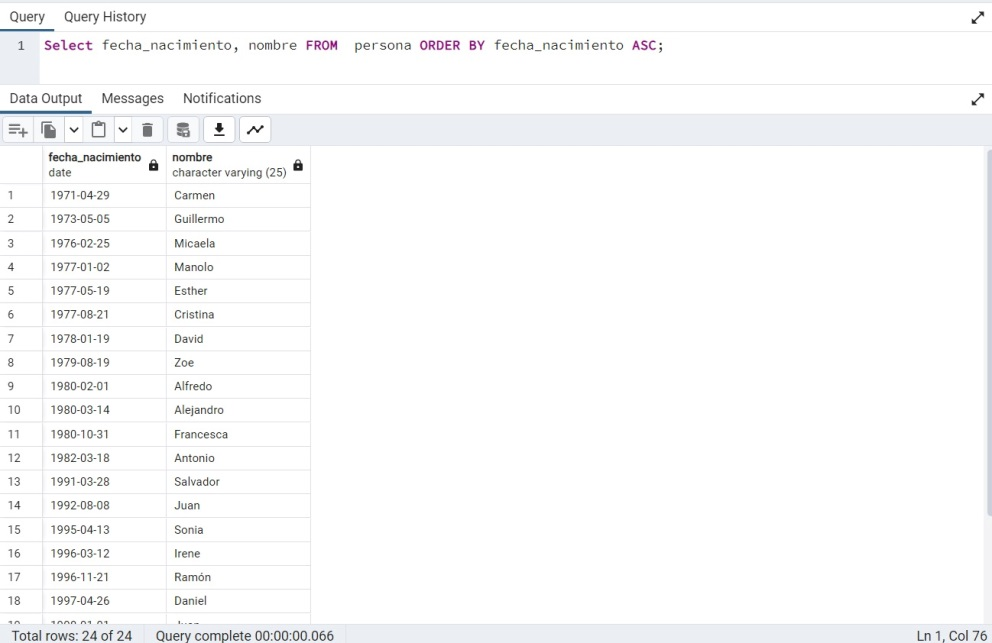 Query Query History
1 Select fecha_nacimiento, nombre FROM  persona ORDER BY fecha_nacimiento ASC;
Data Output Messages Notifications
fecha_nacimiento nombre
date character varying (25)
1 1971-04-29 Carmen
2 1973-05-05 Guillermo
3 1976-02-25 Micaela
4 1977-01-02 Manolo
5 1977-05-19 Esther
6 1977-08-21 Cristina
7 1978-01-19 David
8 1979-08-19 Zoe
9 1980-02-01 Alfredo
10 1980-03-14 Alejandro
11 1980-10-31 Francesca
12 1982-03-18 Antonio
13 1991-03-28 Salvador
14 1992-08-08 Juan
15 1995-04-13 Sonia
16 1996-03-12 Irene
17 1996-11-21 Ramón
18 1997-04-26 Daniel
Total rows: 24 of 24 Query complete 00:00:00.066 Ln 1, Col 76